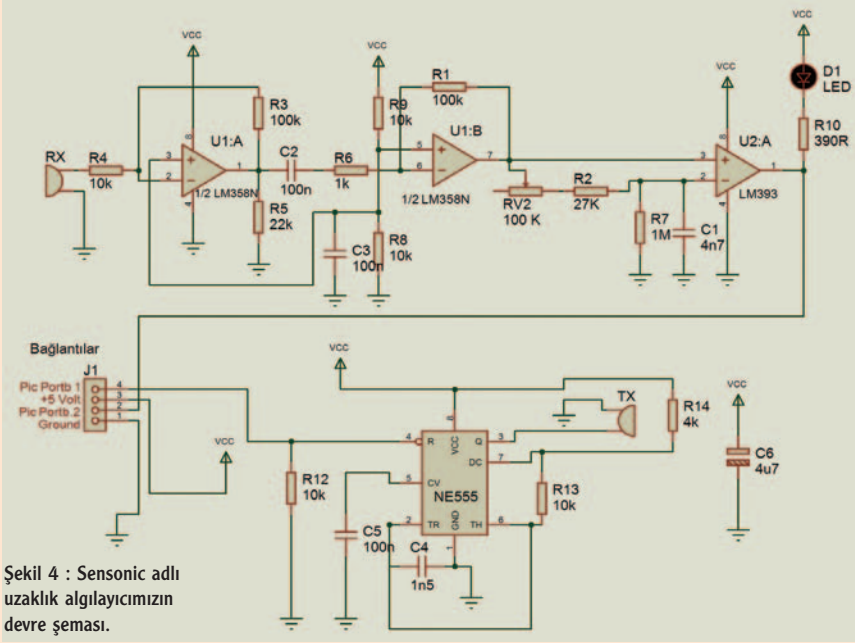 VCC
VCC
VCC
VCC
D1
LED
R10
390R
R3
100k
R9
10k
R1
100k
RX
R4
10k
U1:A
3
2
1
8
4
1/2 LM358N
C2
100n
R6
1k
U1:B
5
6
7
1/2 LM358N
RV2
100 K
R2
27K
U2:A
3
2
1
8
4
LM393
R5
22k
C3
100n
R8
10k
R7
1M
C1
4n7
Bağlantılar
J1
Pic Portb 1
+5 Volt
Pic Portb.2
Ground
4
3
2
1
VCC
VCC
VCC
R12
10k
C5
100n
4
R
VCC
8
Q
3
DC
7
5
CV
NE555
2
TR
GND
1
TH
6
C4
1n5
TX
R14
4k
R13
10k
C6
4u7
Şekil 4 : Sensonic adlı
uzaklık algılayıcımızın
devre şeması.